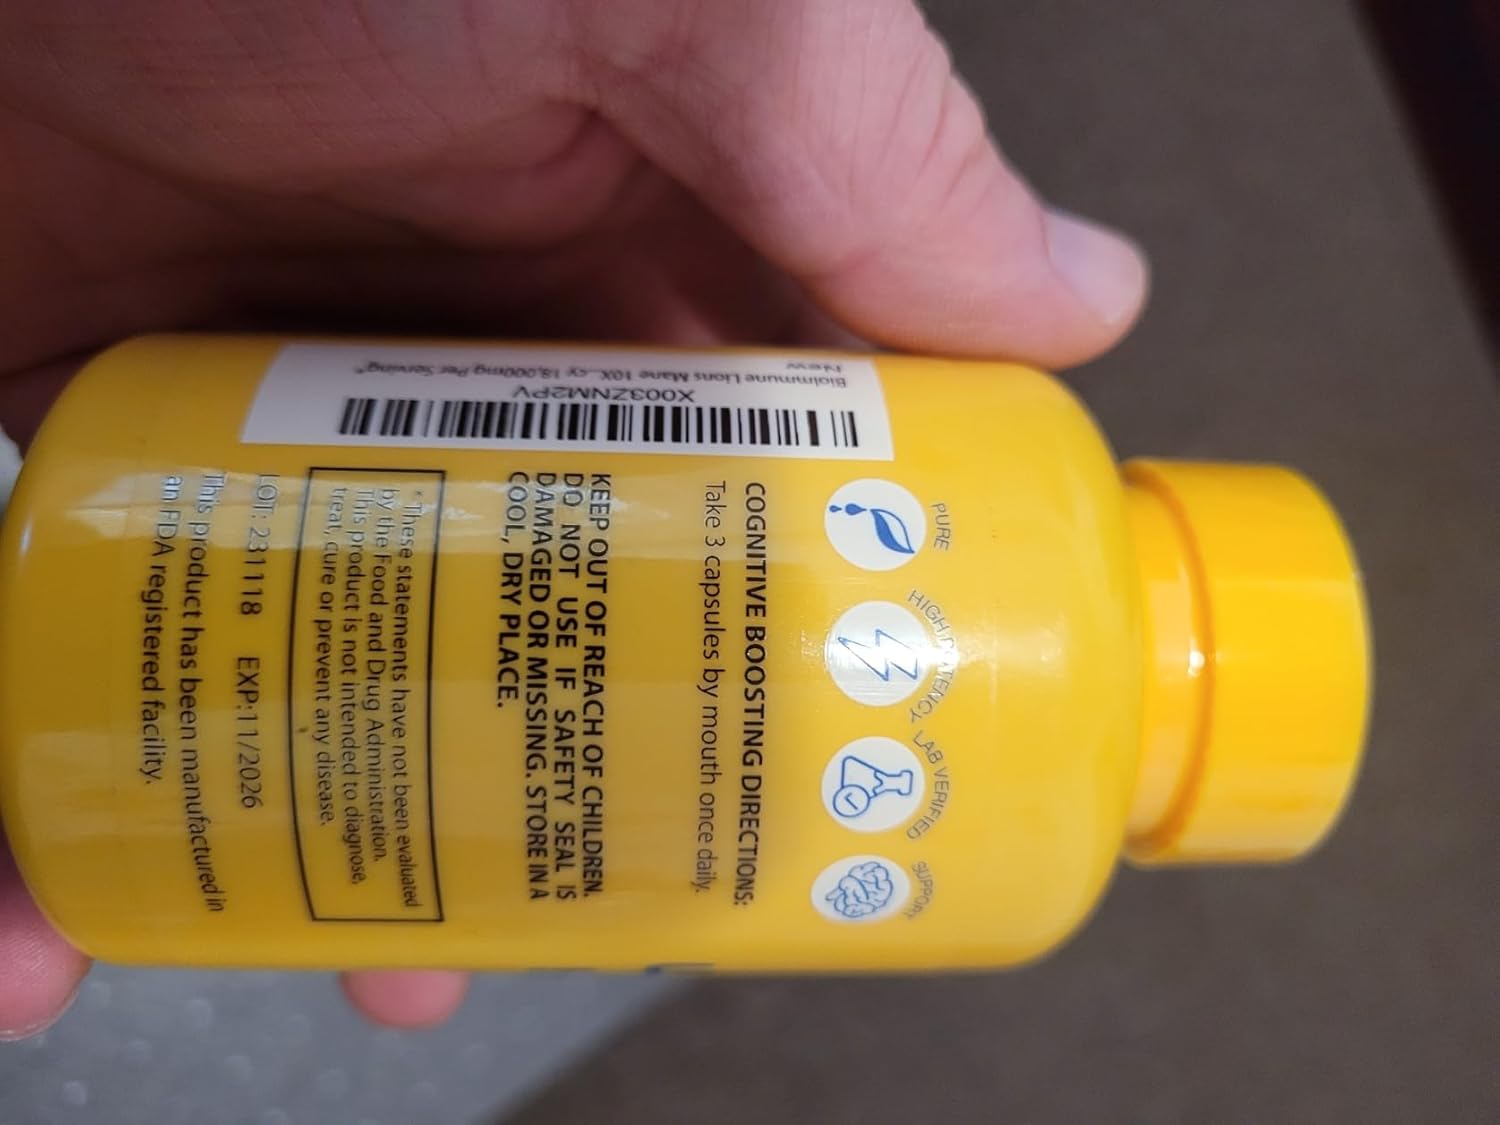 PURE
HIGH POTENCY
LAB VERIFIED
SUPPORT
COGNITIVE BOOSTING DIRECTIONS:
Take 3 capsules by mouth once daily.
KEEP OUT OF REACH OF CHILDREN.
DO NOT USE IF SAFETY SEAL IS
DAMAGED OR MISSING. STORE IN A
COOL, DRY PLACE.
* These statements have not been evaluated
by the Food and Drug Administration.
This product is not intended to diagnose,
treat, cure or prevent any disease.
LOT: 231118 EXP:11/2026
This product has been manufactured in
an FDA registered facility.
X003ZNM2PV
Bioimmune Lions Mane 10X...cy 18,000mg Per Serving*
New